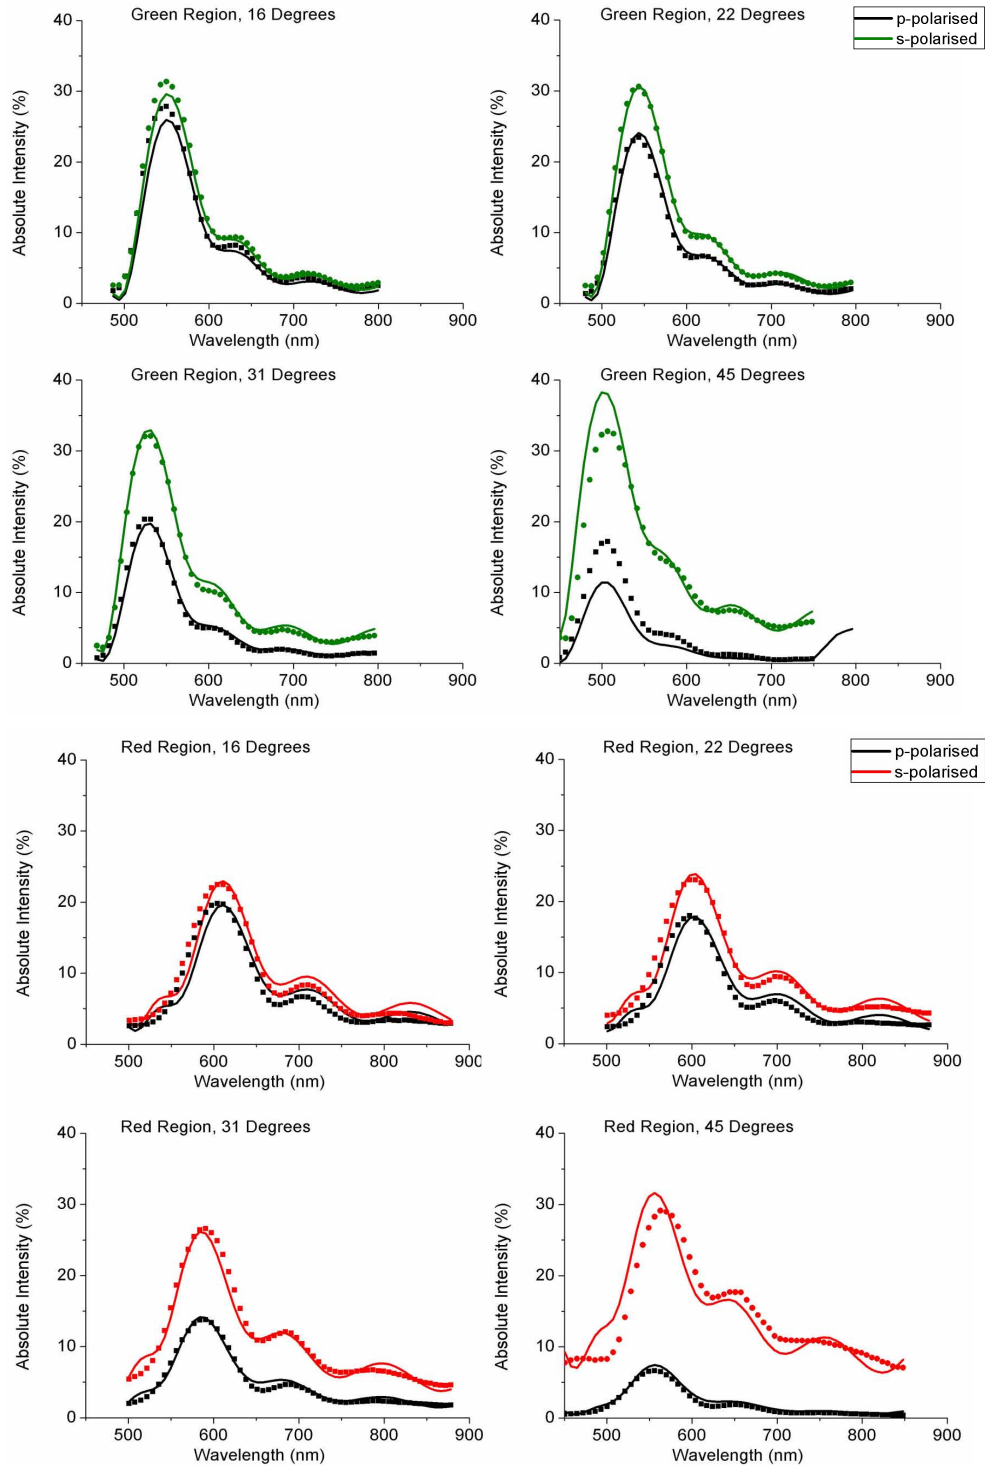 Green Region, 16 Degrees
40
30
20
10
0
Absolute Intensity (%)
500 600 700 800 900
Wavelength (nm)
Green Region, 22 Degrees
p-polarised
s-polarised
40
30
20
10
0
Absolute Intensity (%)
500 600 700 800 900
Wavelength (nm)
Green Region, 31 Degrees
40
30
20
10
0
Absolute Intensity (%)
500 600 700 800 900
Wavelength (nm)
Green Region, 45 Degrees
40
30
20
10
0
Absolute Intensity (%)
500 600 700 800 900
Wavelength (nm)
Red Region, 16 Degrees
40
30
20
10
0
Absolute Intensity (%)
500 600 700 800 900
Wavelength (nm)
Red Region, 22 Degrees
p-polarised
s-polarised
40
30
20
10
0
Absolute Intensity (%)
500 600 700 800 900
Wavelength (nm)
Red Region, 31 Degrees
40
30
20
10
0
Absolute Intensity (%)
500 600 700 800 900
Wavelength (nm)
Red Region, 45 Degrees
40
30
20
10
0
Absolute Intensity (%)
500 600 700 800 900
Wavelength (nm)